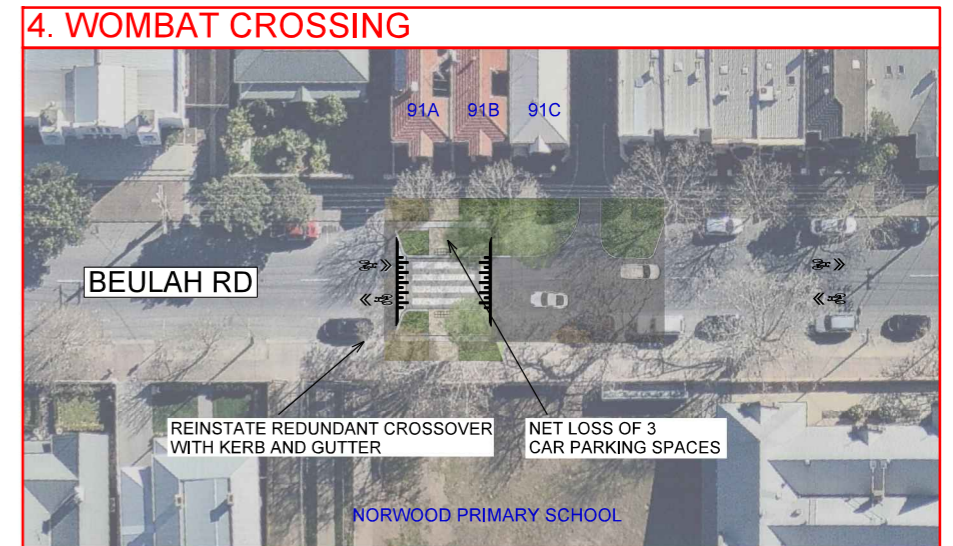 4. WOMBAT CROSSING
91A 91B 91C
BEULAH RD
REINSTATE REDUNDANT CROSSOVER
WITH KERB AND GUTTER
NET LOSS OF 3
CAR PARKING SPACES
NORWOOD PRIMARY SCHOOL